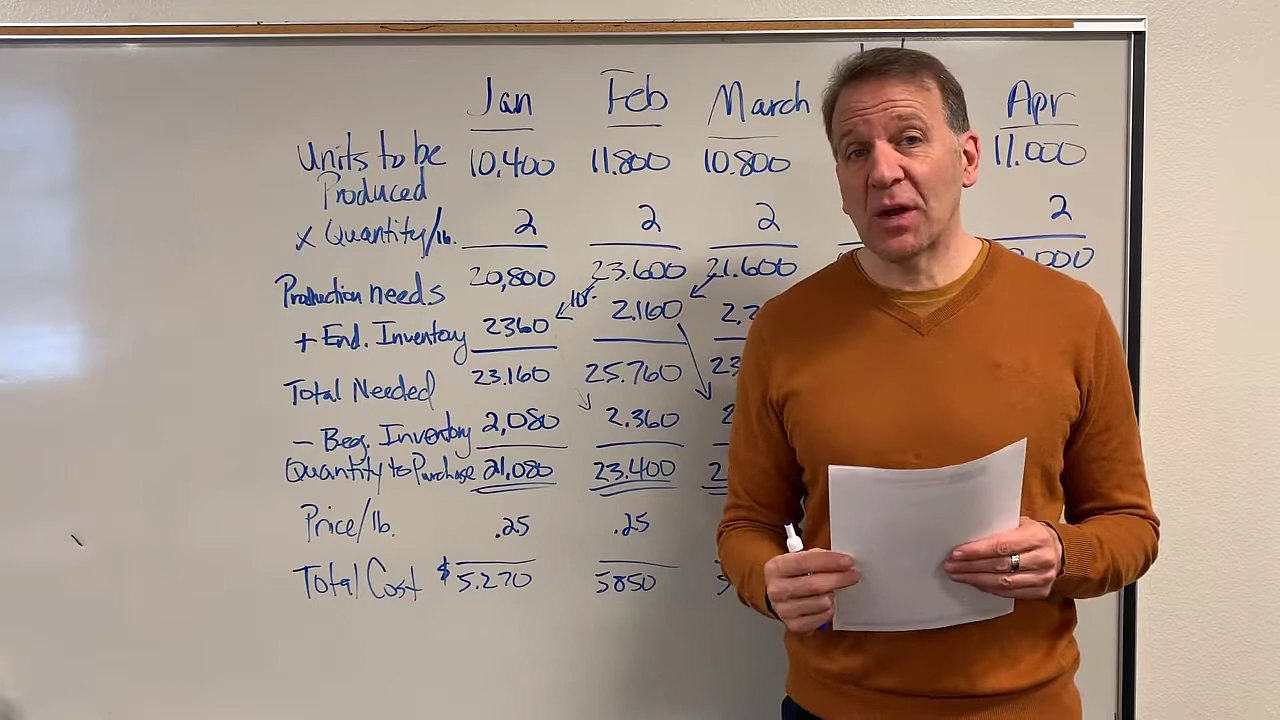 Jan Feb March Apr
Units to be Produced 10,400 11.800 10.800 11.000
x Quantity/lb. 2 2 2 2
Production needs 20,800 23.600 21.600
10%
+ End. Inventory 2360 2.160
Total Needed 23.160 25.760
- Beg. Inventory 2,080 2.360
Quantity to Purchase 21,080 23.400
Price/lb. .25 .25
Total Cost $5.270 5850